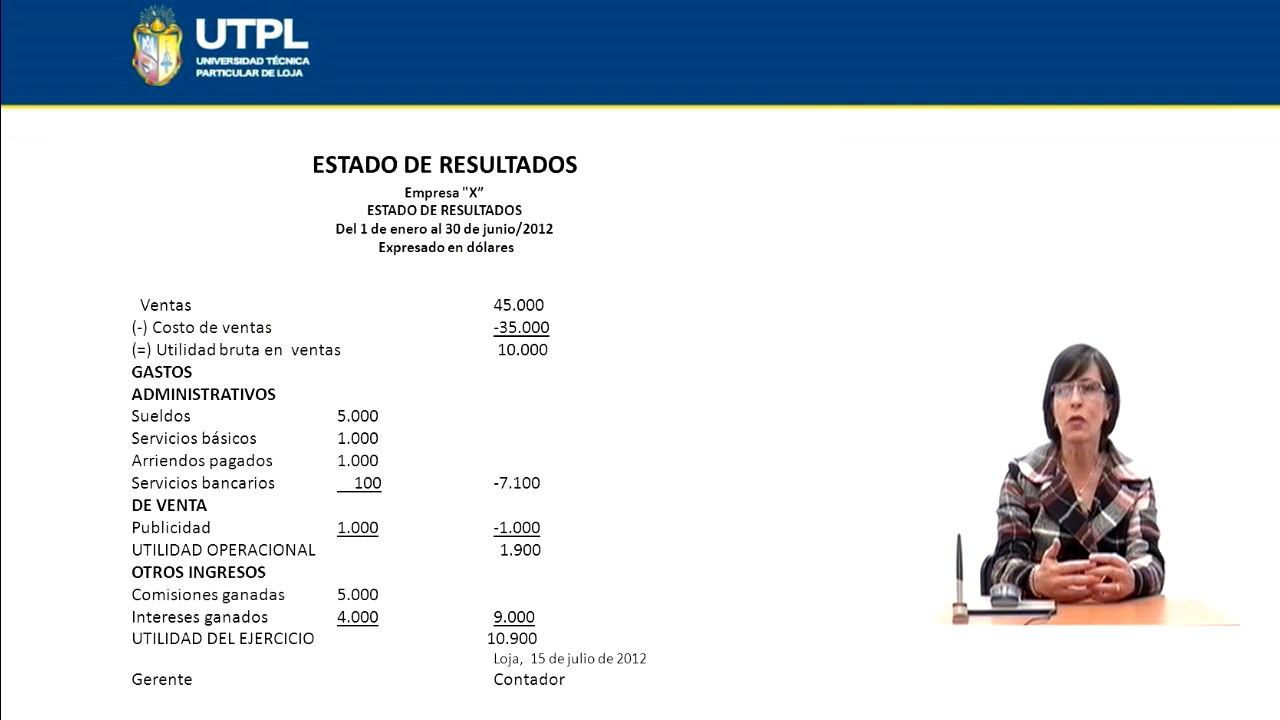 UTPL
UNIVERSIDAD TÉCNICA
PARTICULAR DE LOJA
ESTADO DE RESULTADOS
Empresa "X”
ESTADO DE RESULTADOS
Del 1 de enero al 30 de junio/2012
Expresado en dólares
Ventas 45.000
(-) Costo de ventas -35.000
(=) Utilidad bruta en ventas 10.000
GASTOS
ADMINISTRATIVOS
Sueldos 5.000
Servicios básicos 1.000
Arriendos pagados 1.000
Servicios bancarios 100 -7.100
DE VENTA
Publicidad 1.000 -1.000
UTILIDAD OPERACIONAL 1.900
OTROS INGRESOS
Comisiones ganadas 5.000
Intereses ganados 4.000 9.000
UTILIDAD DEL EJERCICIO 10.900
Loja, 15 de julio de 2012
Gerente Contador